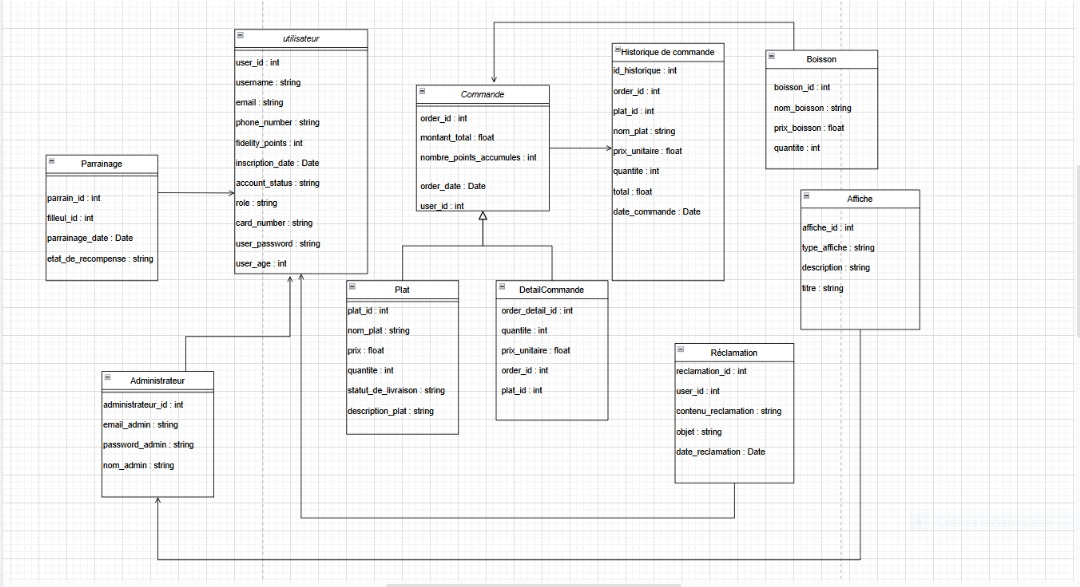 utilisateur
user_id : int
username : string
email : string
phone_number : string
fidelity_points : int
inscription_date : Date
account_status : string
role : string
card_number : string
user_password : string
user_age : int
Parrainage
parrain_id : int
filleul_id : int
parrainage_date : Date
etat_de_recompense : string
Commande
order_id : int
montant_total : float
nombre_points_accumules : int
order_date : Date
user_id : int
Historique de commande
id_historique : int
order_id : int
plat_id : int
nom_plat : string
prix_unitaire : float
quantite : int
total : float
date_commande : Date
Boisson
boisson_id : int
nom_boisson : string
prix_boisson : float
quantite : int
Affiche
affiche_id : int
type_affiche : string
description : string
titre : string
Plat
plat_id : int
nom_plat : string
prix : float
quantite : int
statut_de_livraison : string
description_plat : string
DetailCommande
order_detail_id : int
quantite : int
prix_unitaire : float
order_id : int
plat_id : int
Réclamation
reclamation_id : int
user_id : int
contenu_reclamation : string
objet : string
date_reclamation : Date
Administrateur
administrateur_id : int
email_admin : string
password_admin : string
nom_admin : string